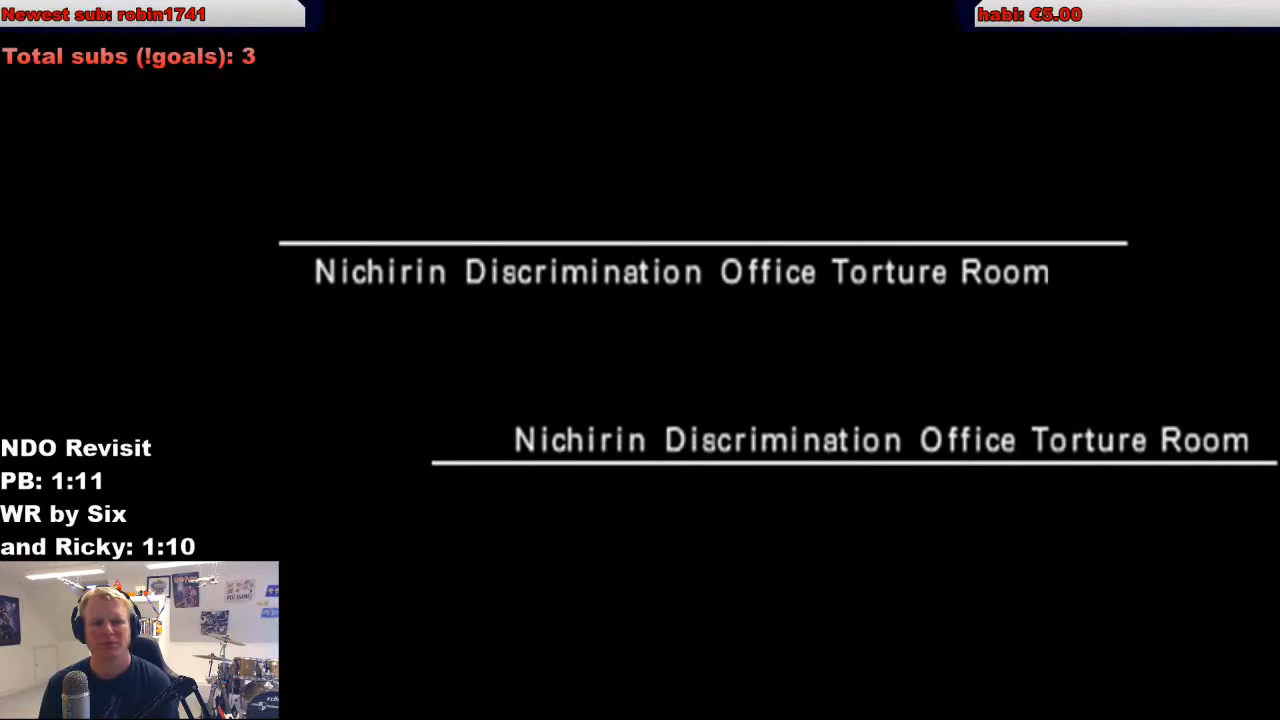 Newest sub: robin1741
habi: €5.00
Total subs (!goals): 3
Nichirin Discrimination Office Torture Room
Nichirin Discrimination Office Torture Room
NDO Revisit
PB: 1:11
WR by Six
and Ricky: 1:10